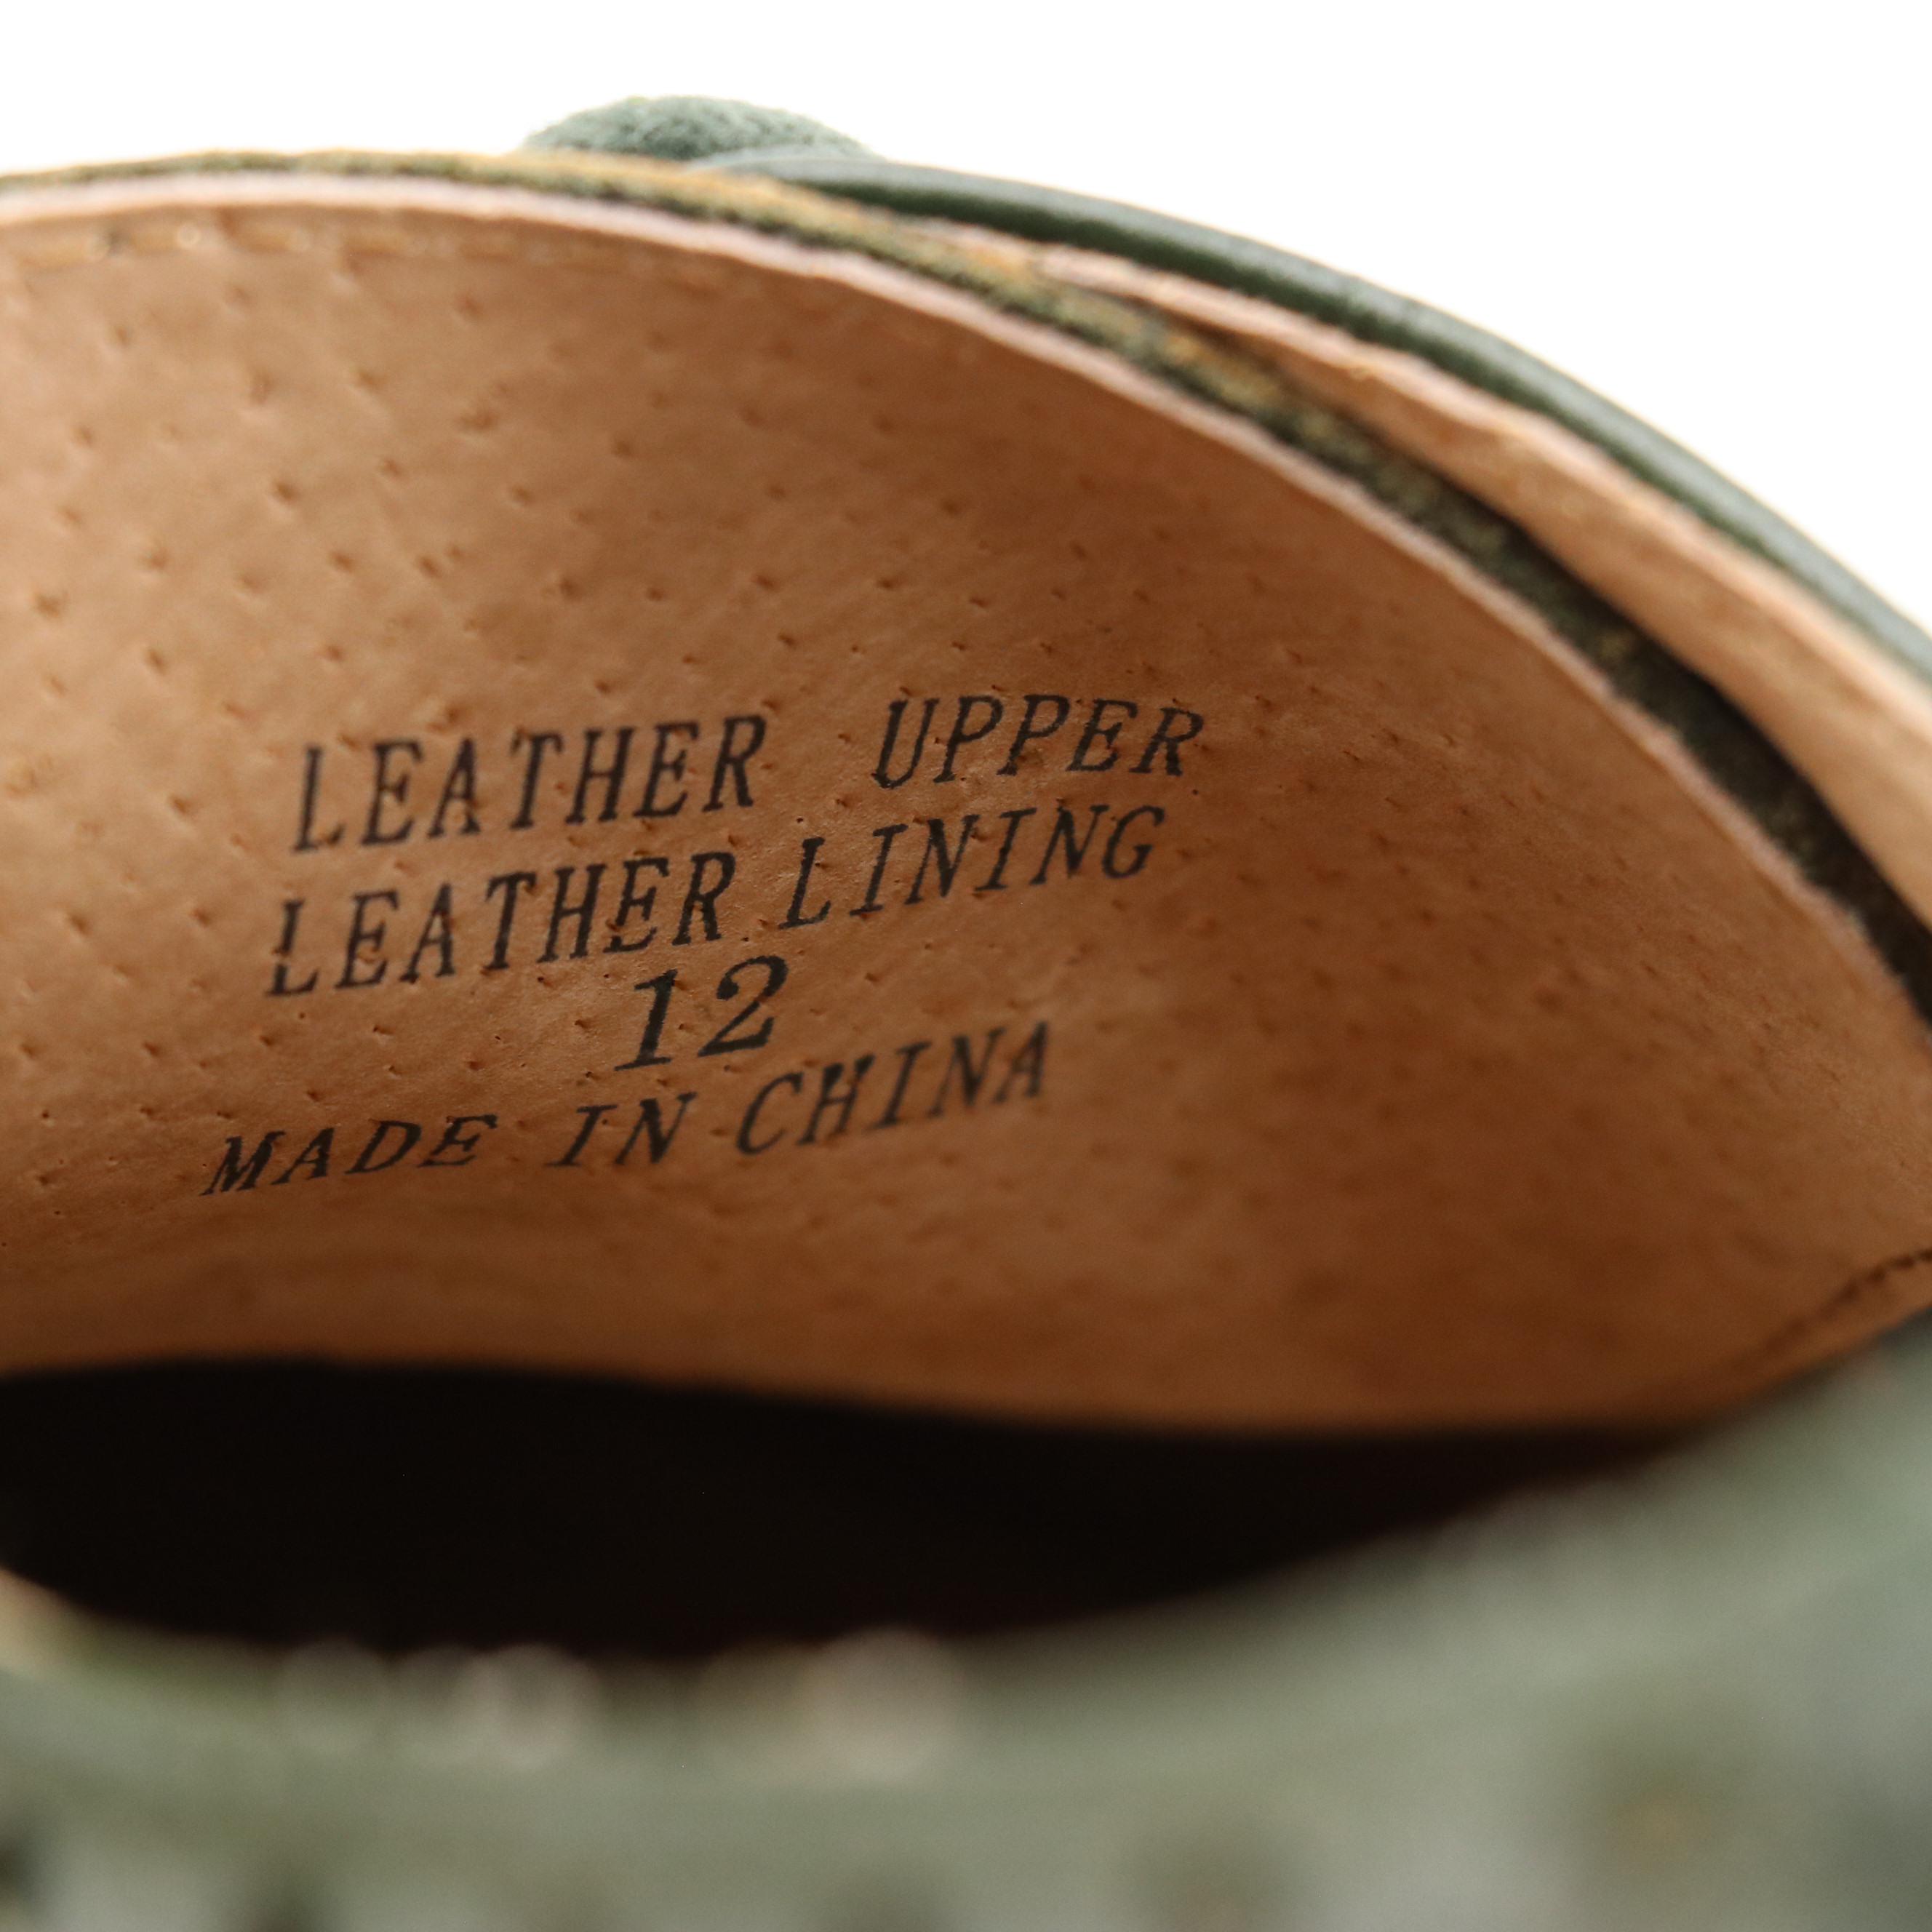 LEATHER UPPER
LEATHER LINING
12
MADE IN CHINA